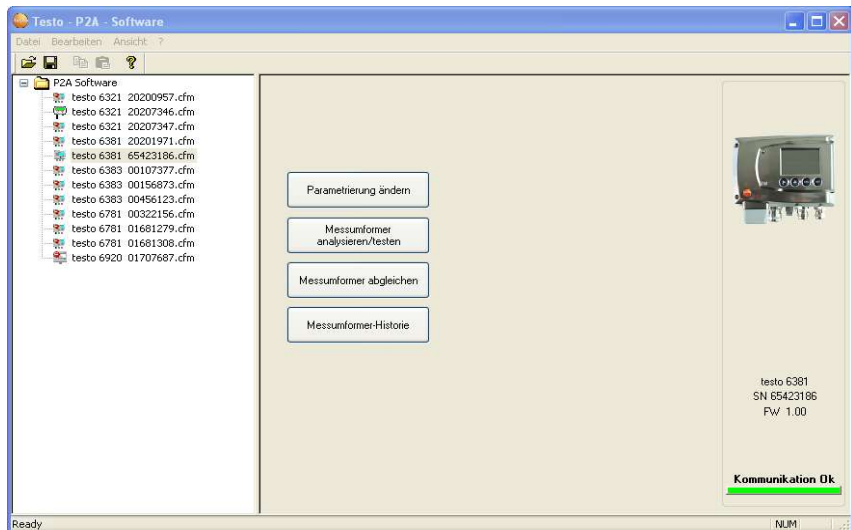 Testo - P2A - Software
Datei Bearbeiten Ansicht ?
P2A Software
testo 6321 20200957.cfm
testo 6321 20207346.cfm
testo 6321 20207347.cfm
testo 6381 20201971.cfm
testo 6381 65423186.cfm
testo 6383 00107377.cfm
testo 6383 00156873.cfm
testo 6383 00456123.cfm
testo 6781 00322156.cfm
testo 6781 01681279.cfm
testo 6781 01681308.cfm
testo 6920 01707687.cfm
Parametrierung ändern
Messumformer
analysieren/testen
Messumformer abgleichen
Messumformer-Historie
testo 6381
SN 65423186
FW 1.00
Kommunikation Ok
Ready
NUM